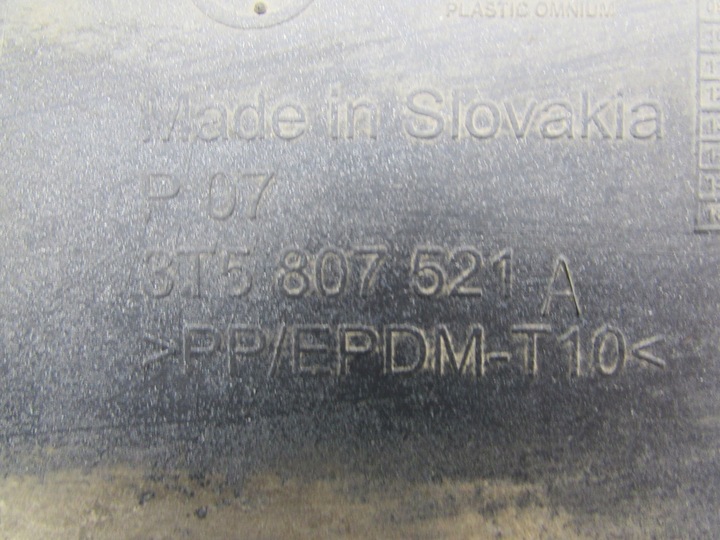 PLASTIC OMNIUM
Made in Slovakia
P 07
3T5 807 521 A
>PP/EPDM-T10<